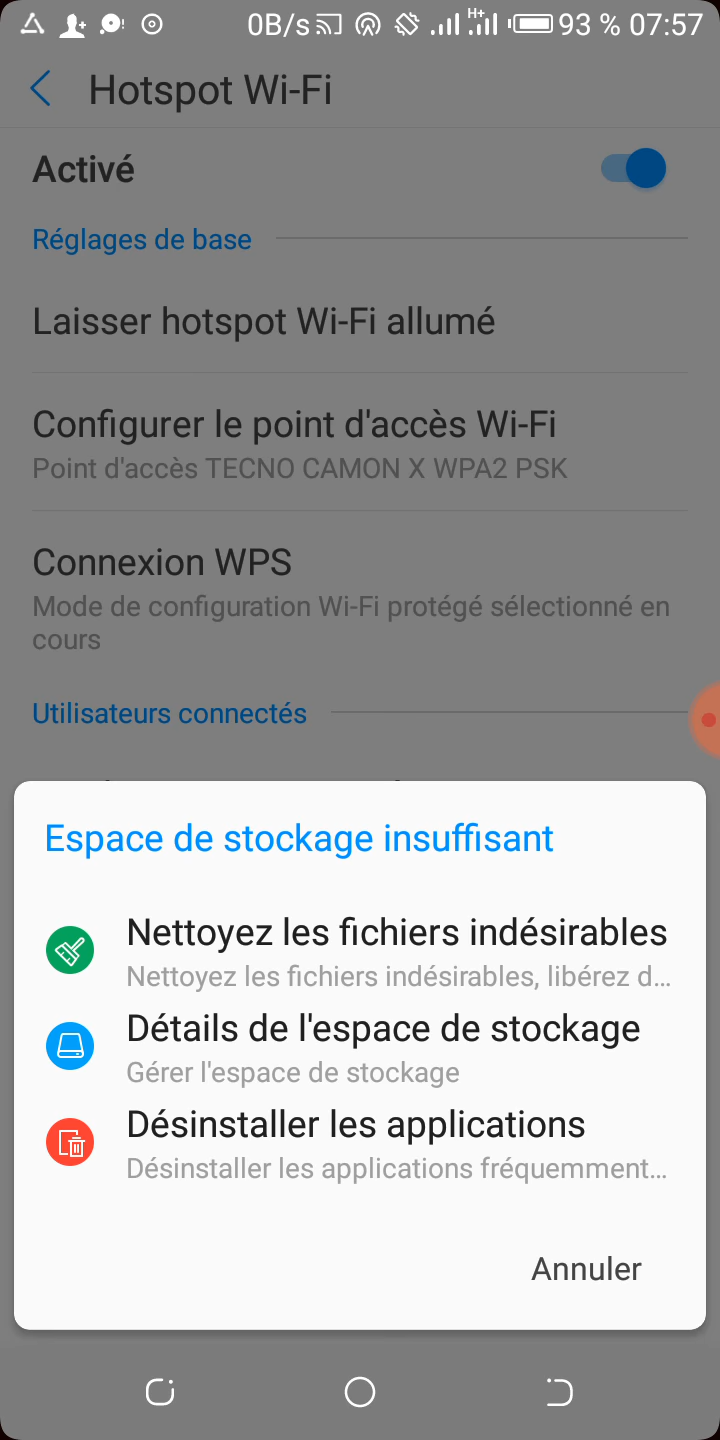 0B/s H+ 93 % 07:57
Hotspot Wi-Fi
Activé
Réglages de base
Laisser hotspot Wi-Fi allumé
Configurer le point d'accès Wi-Fi
Point d'accès TECNO CAMON X WPA2 PSK
Connexion WPS
Mode de configuration Wi-Fi protégé sélectionné en
cours
Utilisateurs connectés
Espace de stockage insuffisant
Nettoyez les fichiers indésirables
Nettoyez les fichiers indésirables, libérez d...
Détails de l'espace de stockage
Gérer l'espace de stockage
Désinstaller les applications
Désinstaller les applications fréquemment...
Annuler